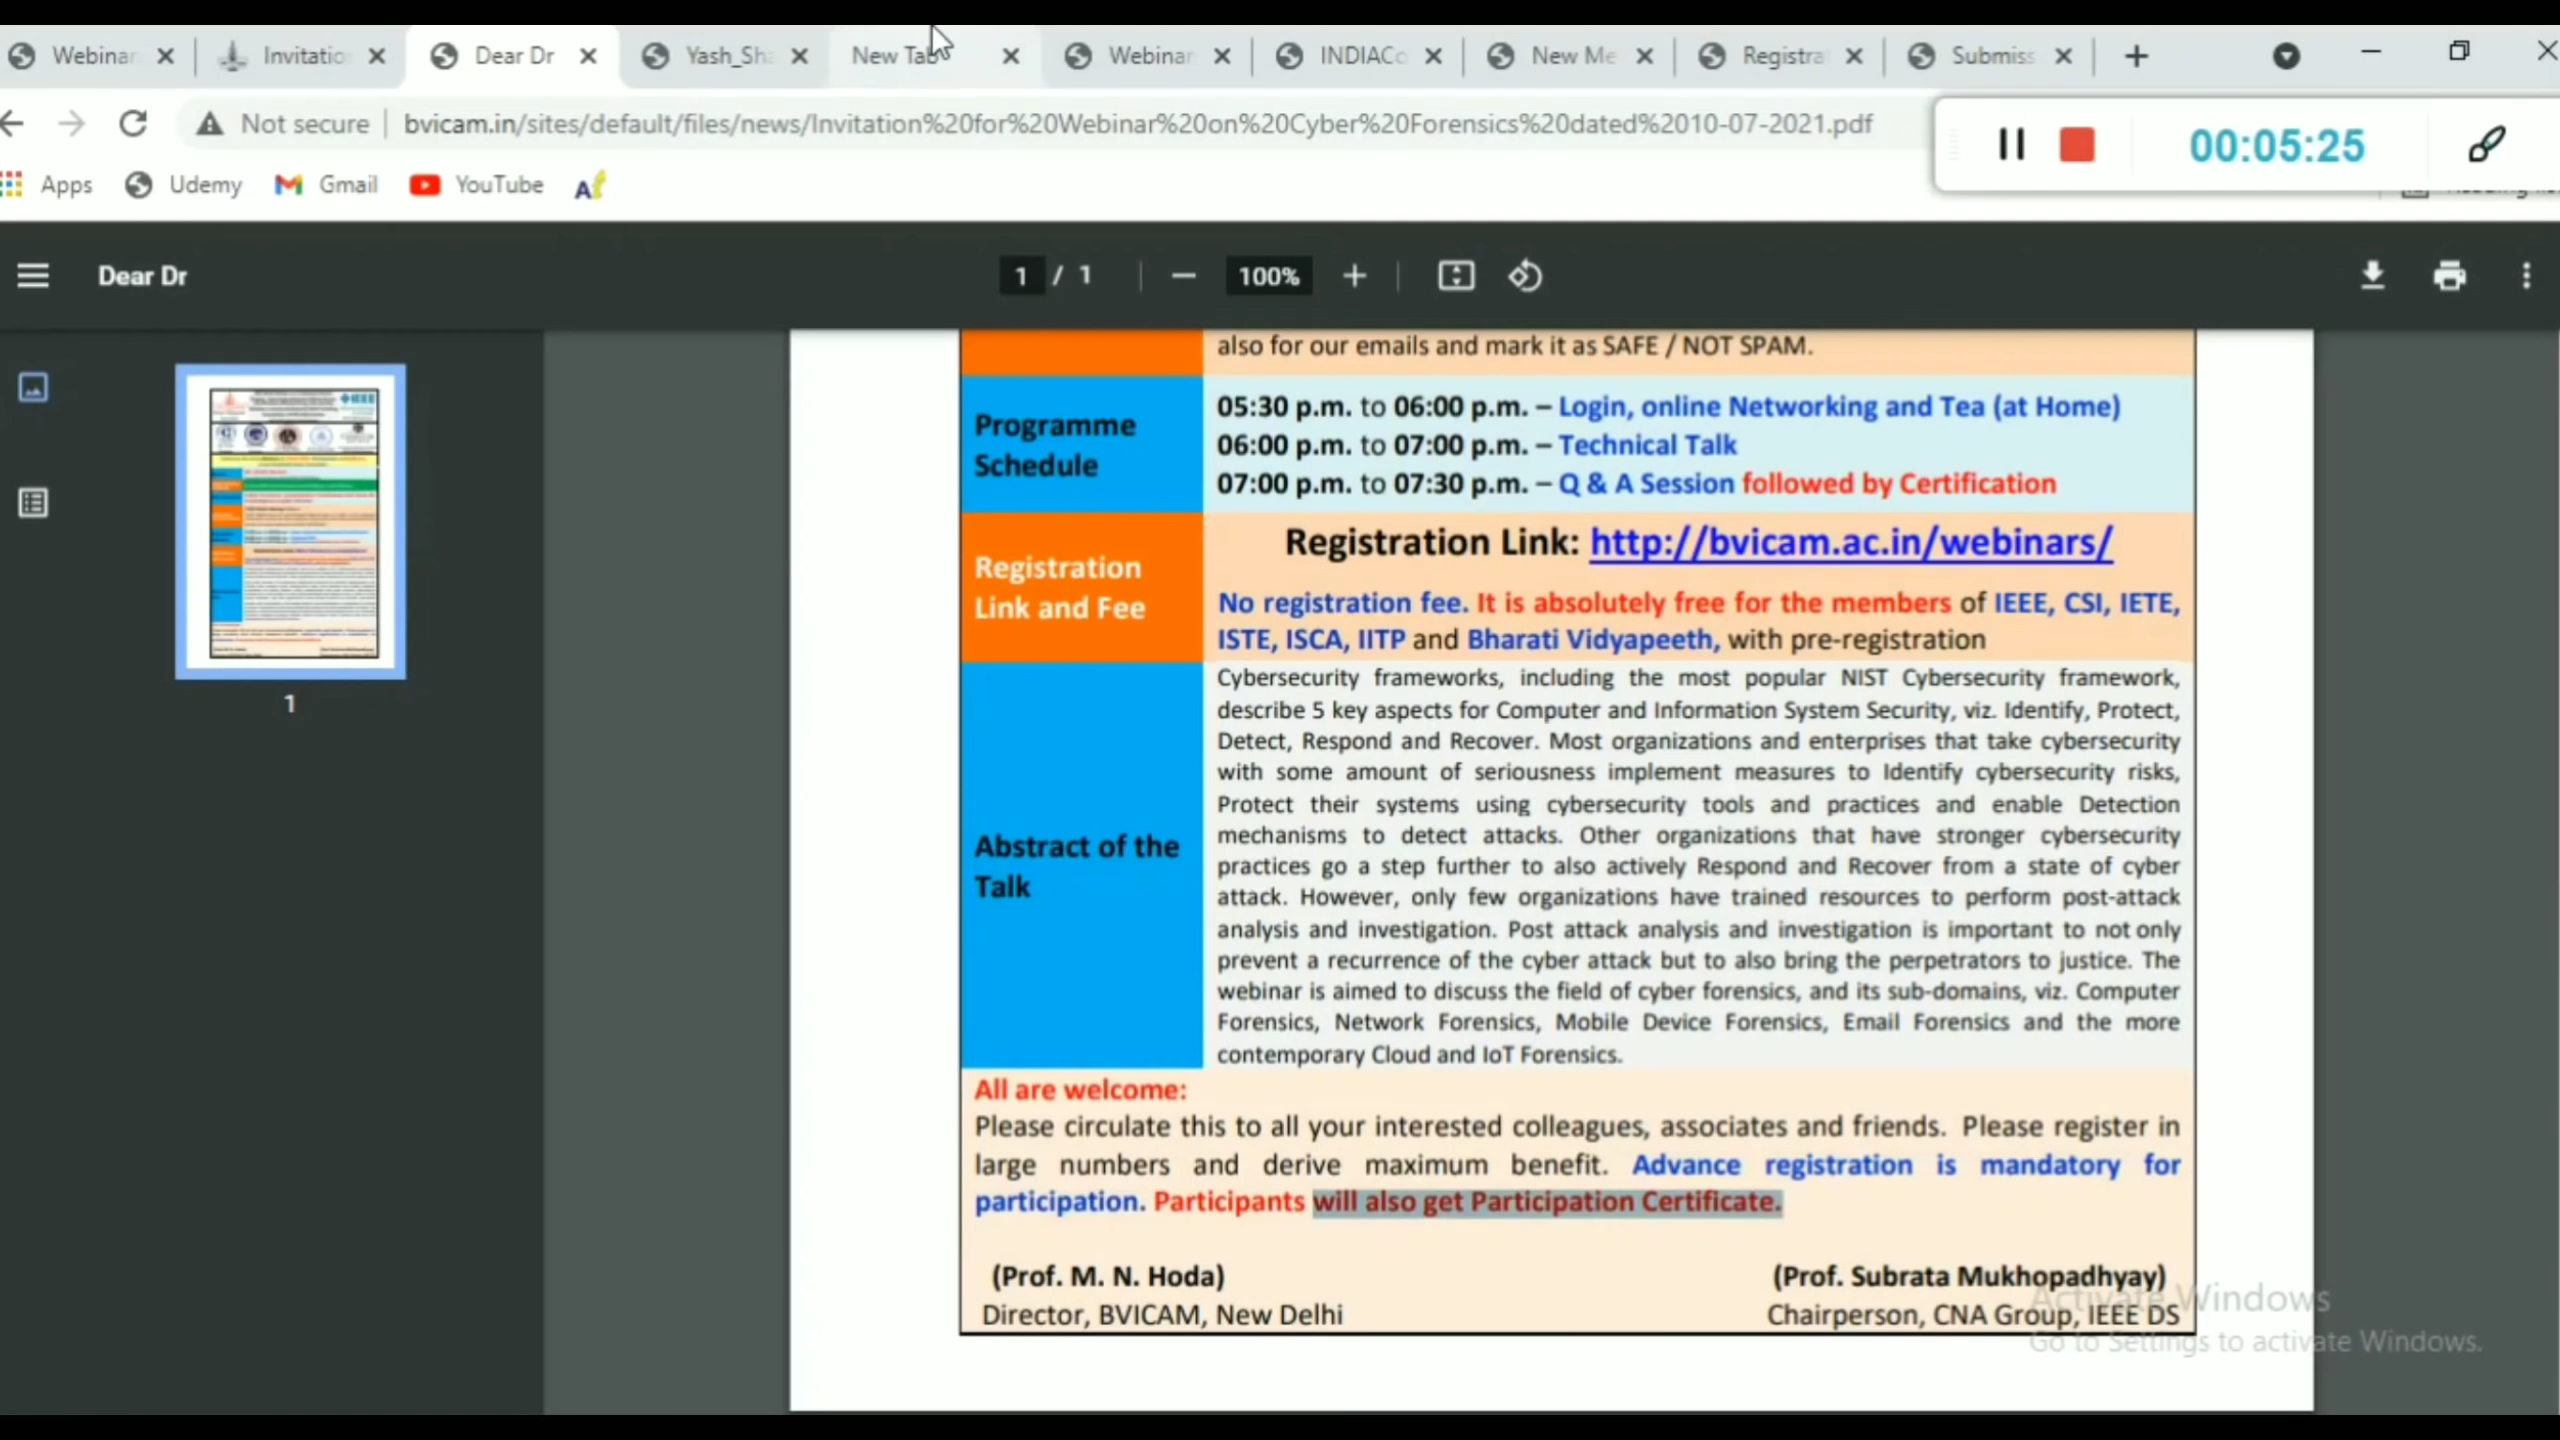 Webinar
Invitatio
Dear Dr
Yash_Sha
New Tab
Webinar
INDIACo
New Me
Registrat
Submiss
Not secure
bvicam.in/sites/default/files/news/Invitation%20for%20Webinar%20on%20Cyber%20Forensics%20dated%2010-07-2021.pdf
00:05:25
Apps
Udemy
Gmail
YouTube
Dear Dr
1 / 1
100%
1
also for our emails and mark it as SAFE / NOT SPAM.
Programme
Schedule
05:30 p.m. to 06:00 p.m. – Login, online Networking and Tea (at Home)
06:00 p.m. to 07:00 p.m. – Technical Talk
07:00 p.m. to 07:30 p.m. – Q & A Session followed by Certification
Registration
Link and Fee
Registration Link: http://bvicam.ac.in/webinars/
No registration fee. It is absolutely free for the members of IEEE, CSI, IETE,
ISTE, ISCA, IITP and Bharati Vidyapeeth, with pre-registration
Abstract of the
Talk
Cybersecurity frameworks, including the most popular NIST Cybersecurity framework,
describe 5 key aspects for Computer and Information System Security, viz. Identify, Protect,
Detect, Respond and Recover. Most organizations and enterprises that take cybersecurity
with some amount of seriousness implement measures to Identify cybersecurity risks,
Protect their systems using cybersecurity tools and practices and enable Detection
mechanisms to detect attacks. Other organizations that have stronger cybersecurity
practices go a step further to also actively Respond and Recover from a state of cyber
attack. However, only few organizations have trained resources to perform post-attack
analysis and investigation. Post attack analysis and investigation is important to not only
prevent a recurrence of the cyber attack but to also bring the perpetrators to justice. The
webinar is aimed to discuss the field of cyber forensics, and its sub-domains, viz. Computer
Forensics, Network Forensics, Mobile Device Forensics, Email Forensics and the more
contemporary Cloud and IoT Forensics.
All are welcome:
Please circulate this to all your interested colleagues, associates and friends. Please register in
large numbers and derive maximum benefit. Advance registration is mandatory for
participation. Participants will also get Participation Certificate.
(Prof. M. N. Hoda)
Director, BVICAM, New Delhi
(Prof. Subrata Mukhopadhyay)
Chairperson, CNA Group, IEEE DS
Activate Windows
Go to Settings to activate Windows.